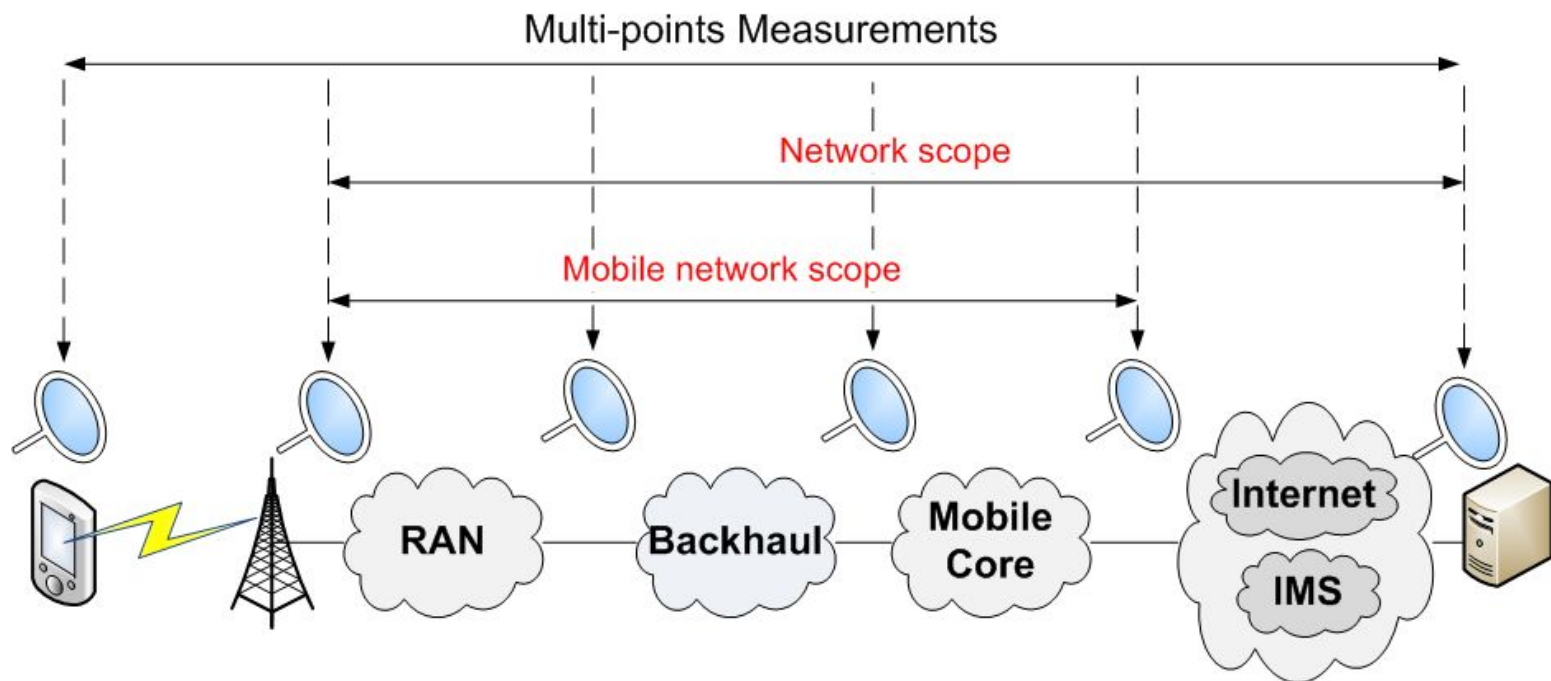 Multi-points Measurements
Network scope
Mobile network scope
RAN
Backhaul
Mobile
Core
Internet
IMS